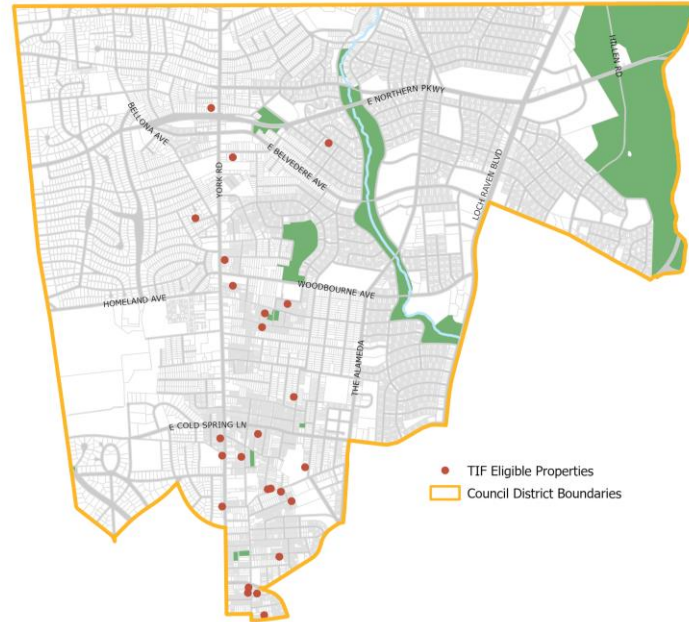 HILLEN RD
E NORTHERN PKWY
BELLONA AVE
E BELVEDERE AVE
YORK RD
LOCH RAVEN BLVD
WOODBOURNE AVE
HOMELAND AVE
THE ALAMEDA
E COLD SPRING LN
TIF Eligible Properties
Council District Boundaries